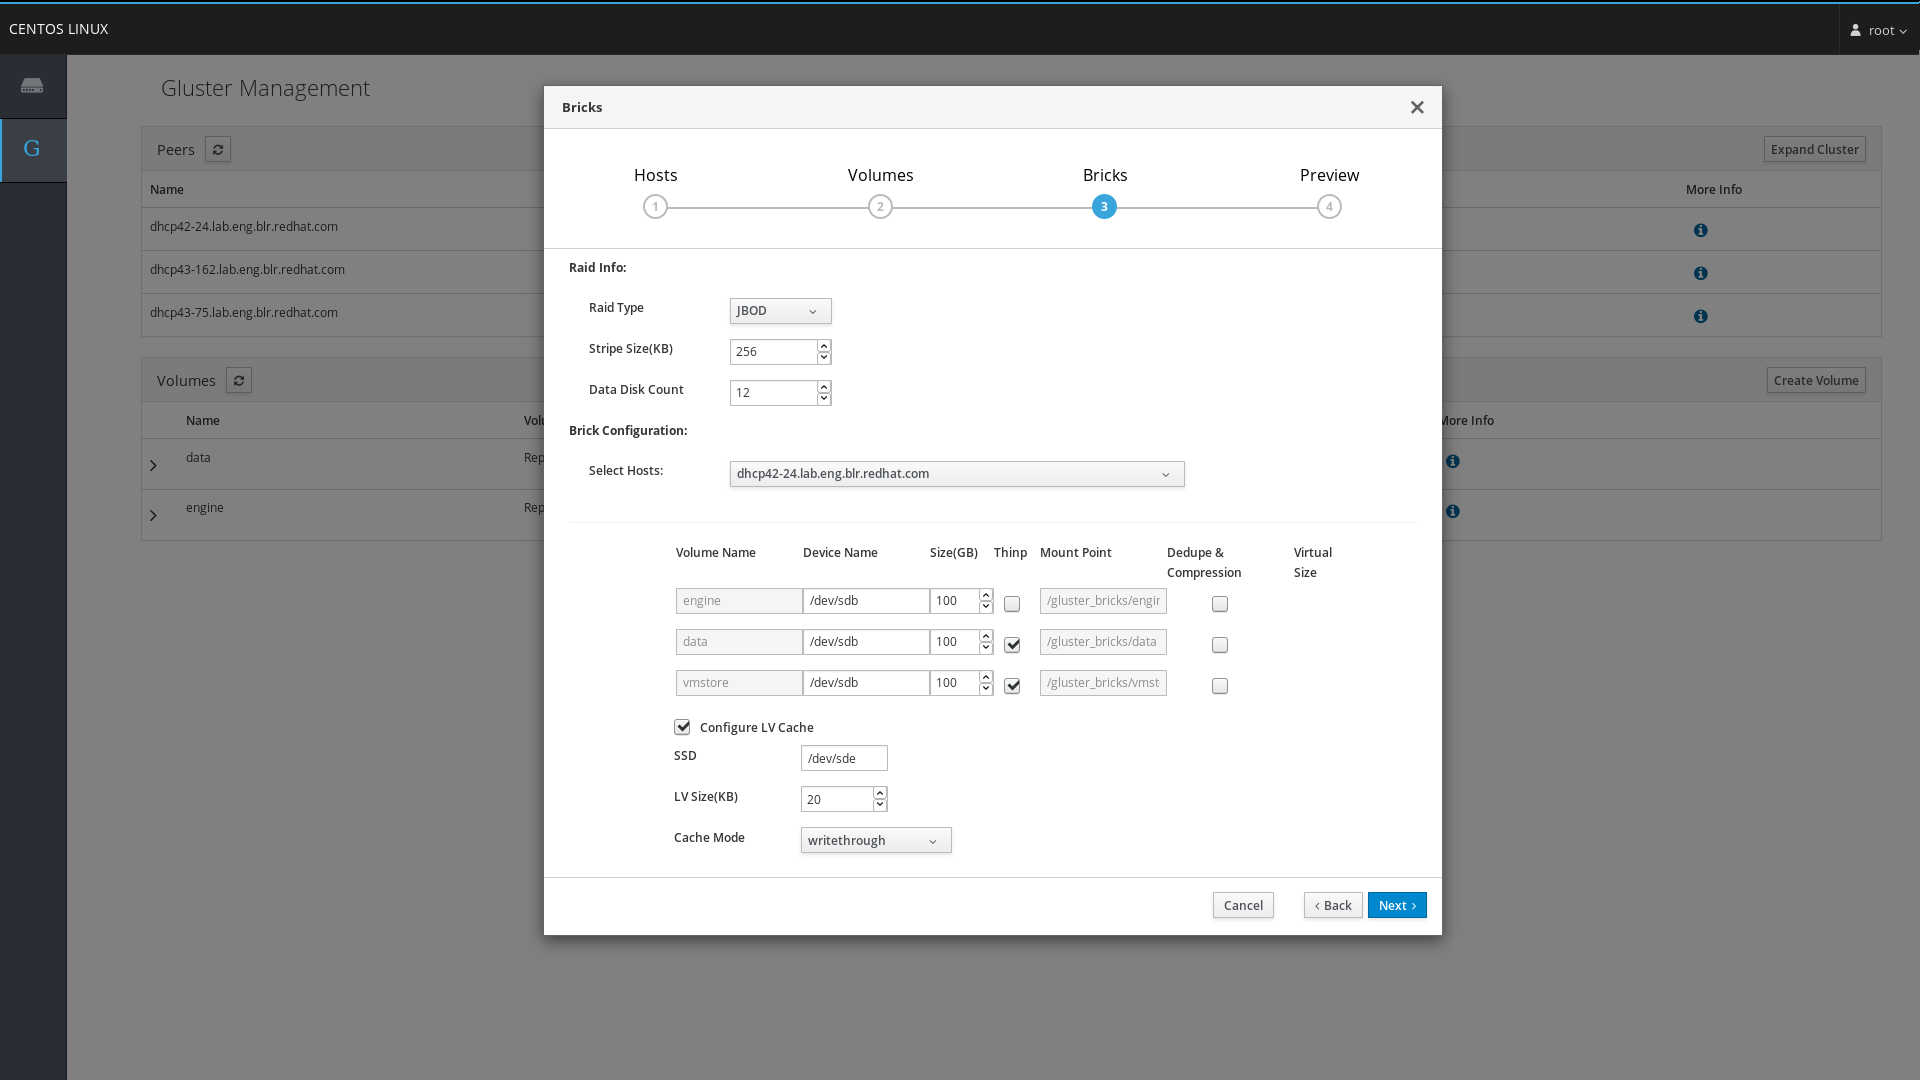 CENTOS LINUX
root
Gluster Management
Peers
Expand Cluster
Name
More Info
dhcp42-24.lab.eng.blr.redhat.com
dhcp43-162.lab.eng.blr.redhat.com
dhcp43-75.lab.eng.blr.redhat.com
Volumes
Create Volume
Name
Volu
More Info
data
Rep
engine
Rep
G
Bricks
Hosts
Volumes
Bricks
Preview
1
2
3
4
Raid Info:
Raid Type
JBOD
Stripe Size(KB)
256
Data Disk Count
12
Brick Configuration:
Select Hosts:
dhcp42-24.lab.eng.blr.redhat.com
Volume Name
Device Name
Size(GB)
Thinp
Mount Point
Dedupe &
Compression
Virtual
Size
engine
/dev/sdb
100
/gluster_bricks/engin
data
/dev/sdb
100
/gluster_bricks/data
vmstore
/dev/sdb
100
/gluster_bricks/vmst
Configure LV Cache
SSD
/dev/sde
LV Size(KB)
20
Cache Mode
writethrough
Cancel
‹ Back
Next ›